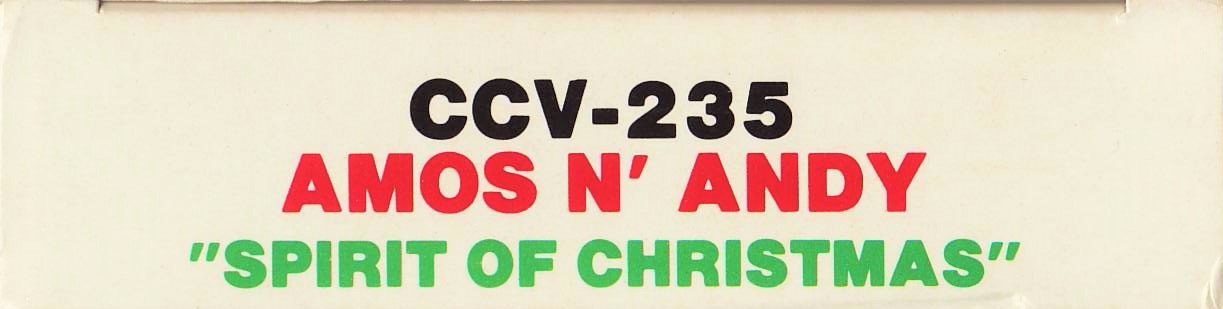 CCV-235
AMOS N' ANDY
"SPIRIT OF CHRISTMAS"